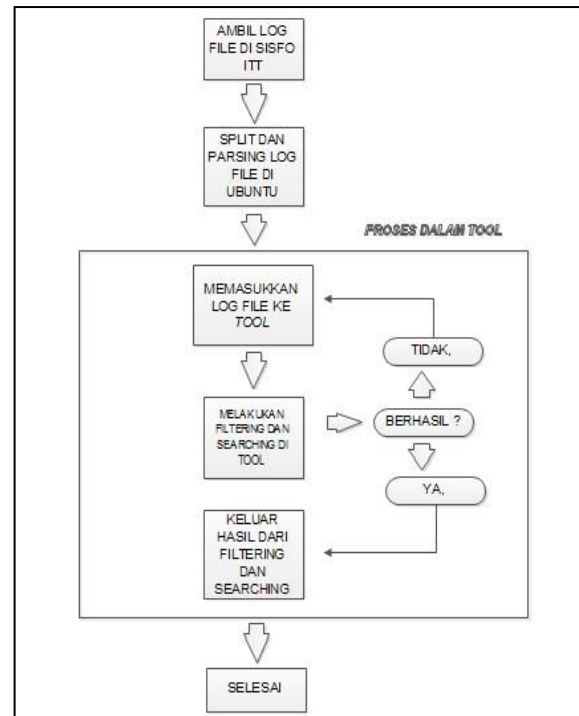 AMBIL LOG
FILE DI SISFO
ITT
SPLIT DAN
PARSING LOG
FILE DI
UBUNTU
PROSES DALAM TOOL
MEMASUKKAN
LOG FILE KE
TOOL
TIDAK,
MELAKUKAN
FILTERING DAN
SEARCHING DI
TOOL
BERHASIL ?
YA,
KELUAR
HASIL DARI
FILTERING
DAN
SEARCHING
SELESAI